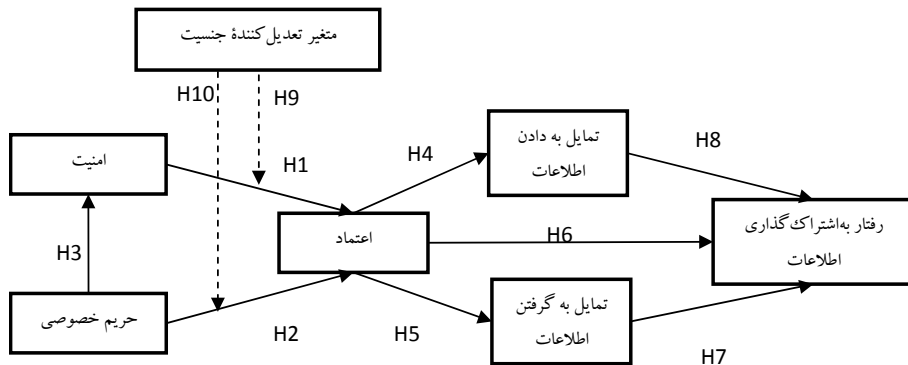 متغیر تعدیل‌کنندهٔ جنسیت
H10
H9
تمایل به دادن
اطلاعات
H8
H4
H1
امنیت
رفتار به‌اشتراک‌گذاری
اطلاعات
اعتماد
H6
H3
حریم خصوصی
تمایل به گرفتن
اطلاعات
H2
H5
H7